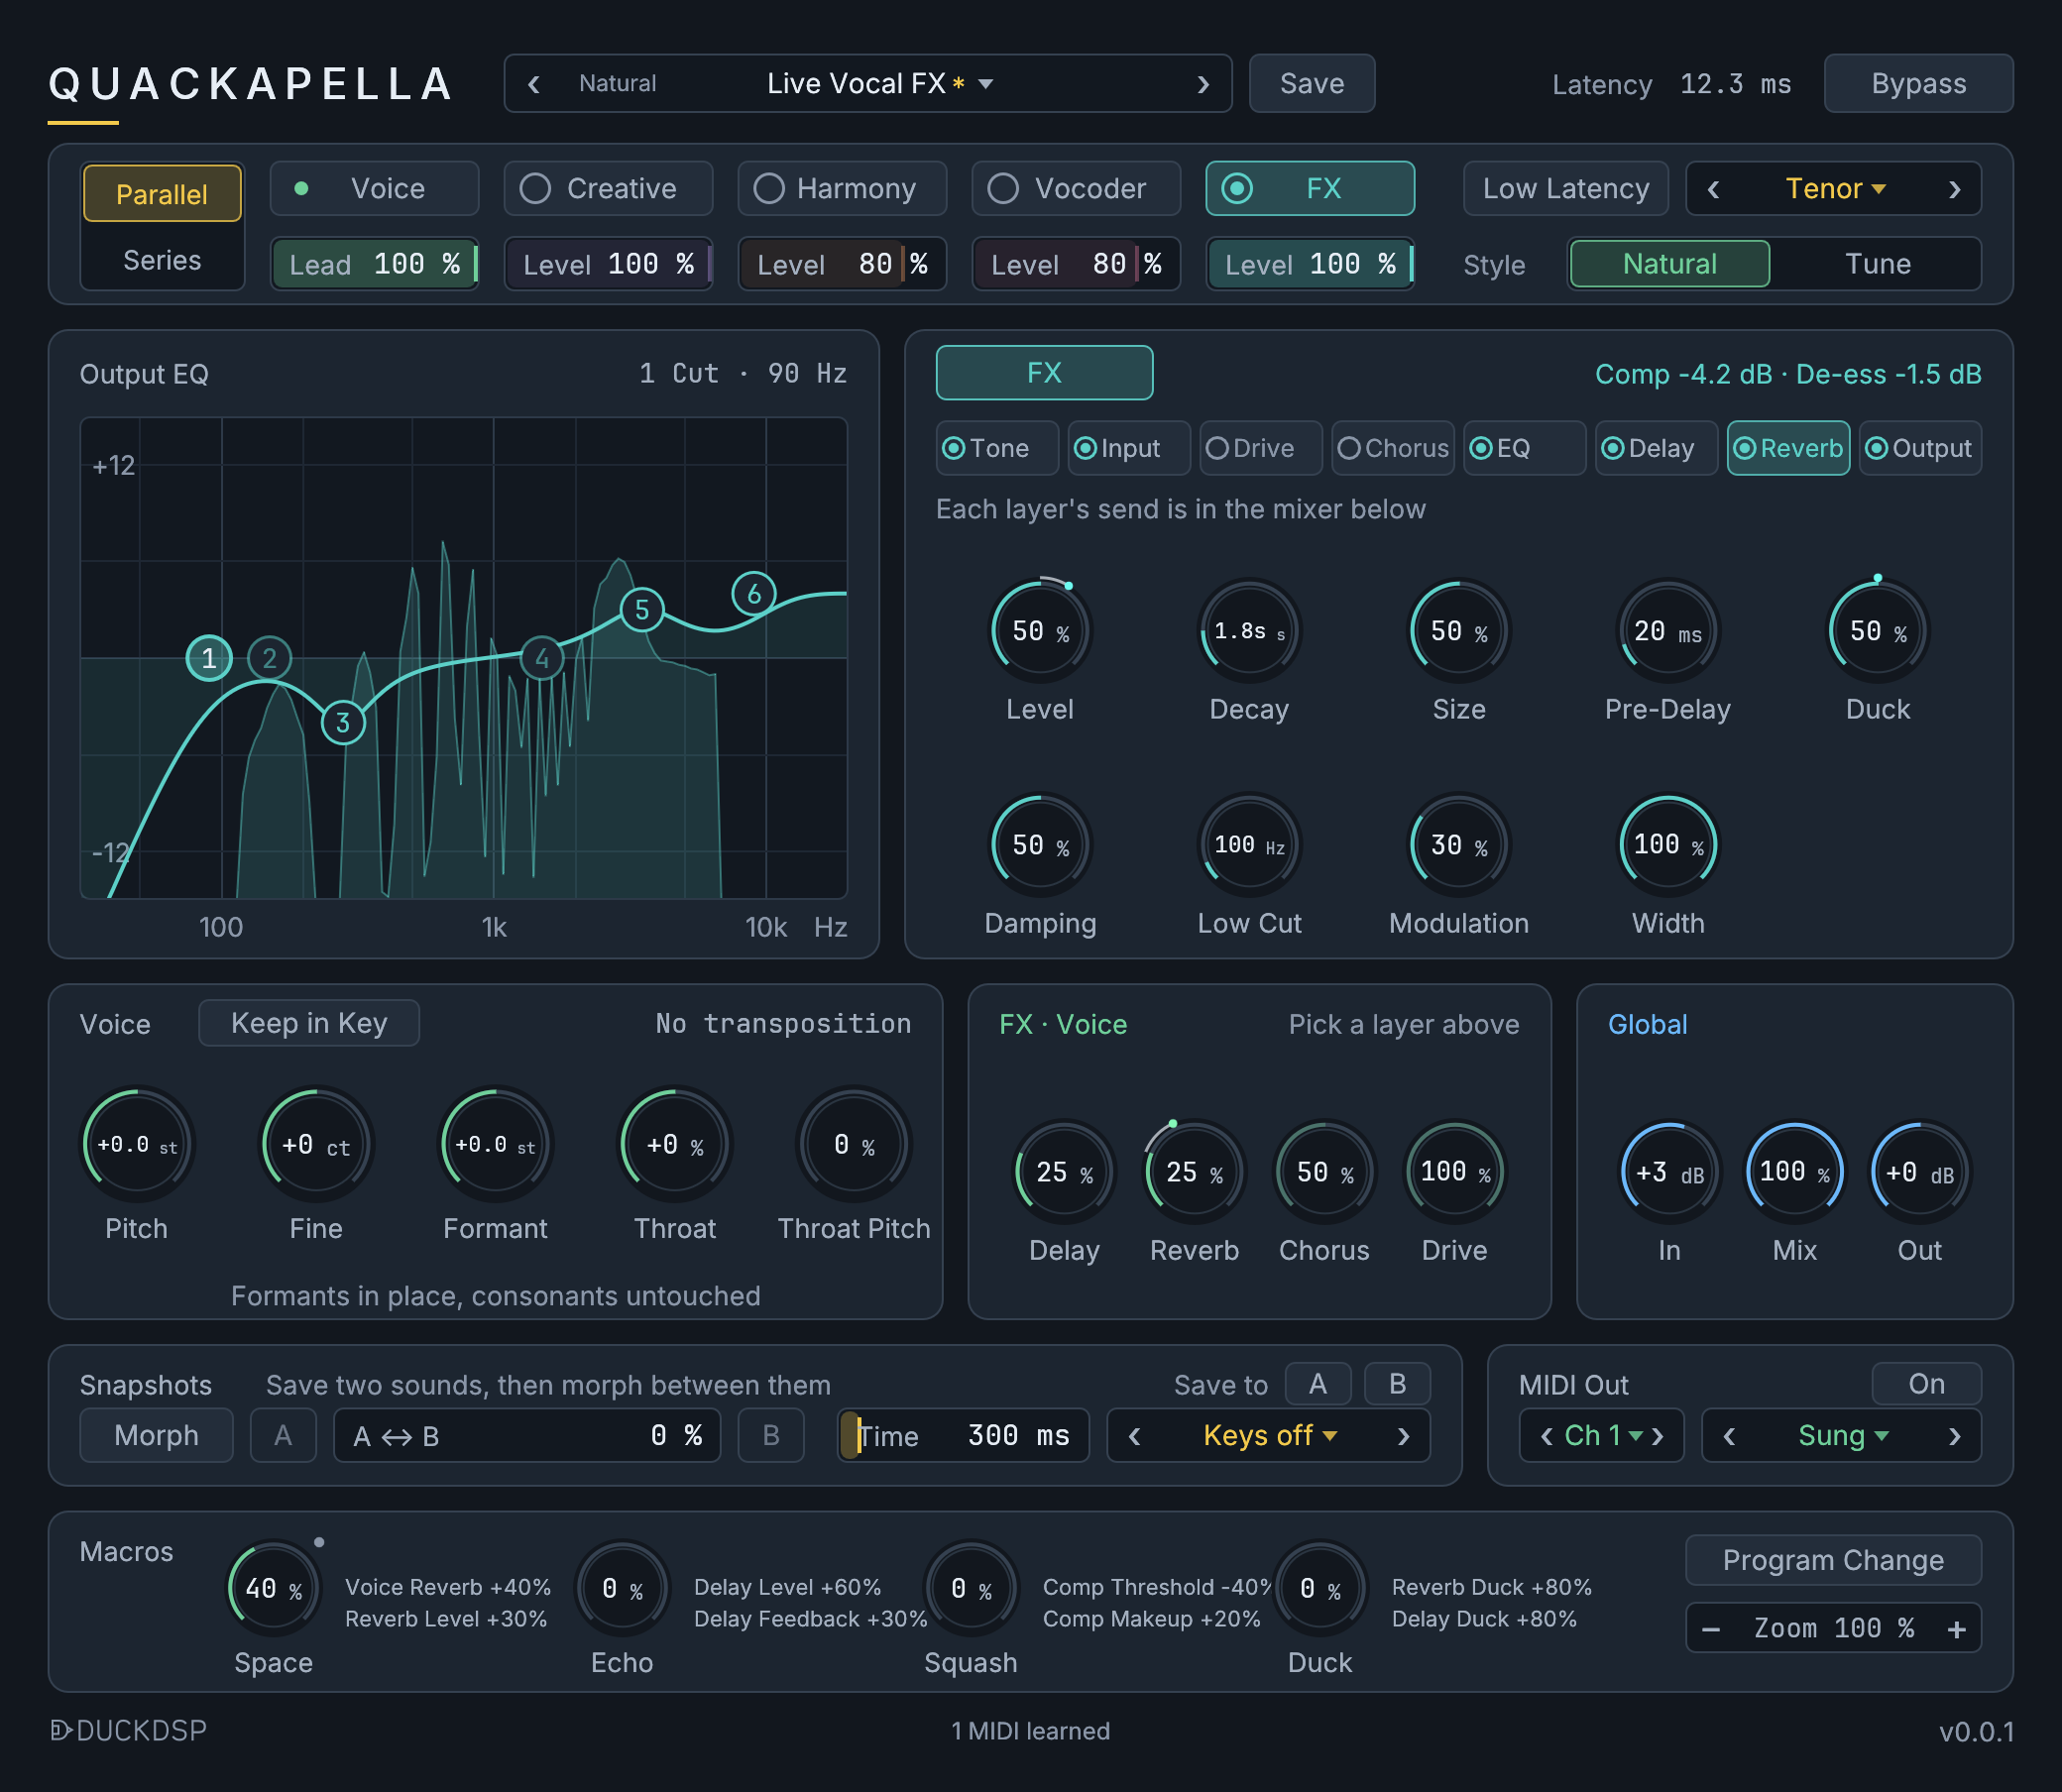 QUACKAPELLA
‹ Natural Live Vocal FX * ›
Save
Latency 12.3 ms
Bypass
Parallel
Voice
Creative
Harmony
Vocoder
FX
Low Latency
‹ Tenor ›
Series
Lead 100 %
Level 100 %
Level 80 %
Level 80 %
Level 100 %
Style
Natural
Tune
Output EQ
1 Cut · 90 Hz
+12
-12
1
2
3
4
5
6
100
1k
10k
Hz
FX
Comp -4.2 dB · De-ess -1.5 dB
Tone
Input
Drive
Chorus
EQ
Delay
Reverb
Output
Each layer's send is in the mixer below
50 %
1.8s s
50 %
20 ms
50 %
Level
Decay
Size
Pre-Delay
Duck
50 %
100 Hz
30 %
100 %
Damping
Low Cut
Modulation
Width
Voice
Keep in Key
No transposition
+0.0 st
+0 ct
+0.0 st
+0 %
0 %
Pitch
Fine
Formant
Throat
Throat Pitch
Formants in place, consonants untouched
FX · Voice
Pick a layer above
25 %
25 %
50 %
100 %
Delay
Reverb
Chorus
Drive
Global
+3 dB
100 %
+0 dB
In
Mix
Out
Snapshots
Save two sounds, then morph between them
Save to
A
B
Morph
A
A ↔ B 0 %
B
Time 300 ms
‹ Keys off ›
MIDI Out
On
‹ Ch 1 ›
‹ Sung ›
Macros
40 %
Space
Voice Reverb +40%
Reverb Level +30%
0 %
Echo
Delay Level +60%
Delay Feedback +30%
0 %
Squash
Comp Threshold -40%
Comp Makeup +20%
0 %
Duck
Reverb Duck +80%
Delay Duck +80%
Program Change
− Zoom 100 % +
DUCKDSP
1 MIDI learned
v0.0.1